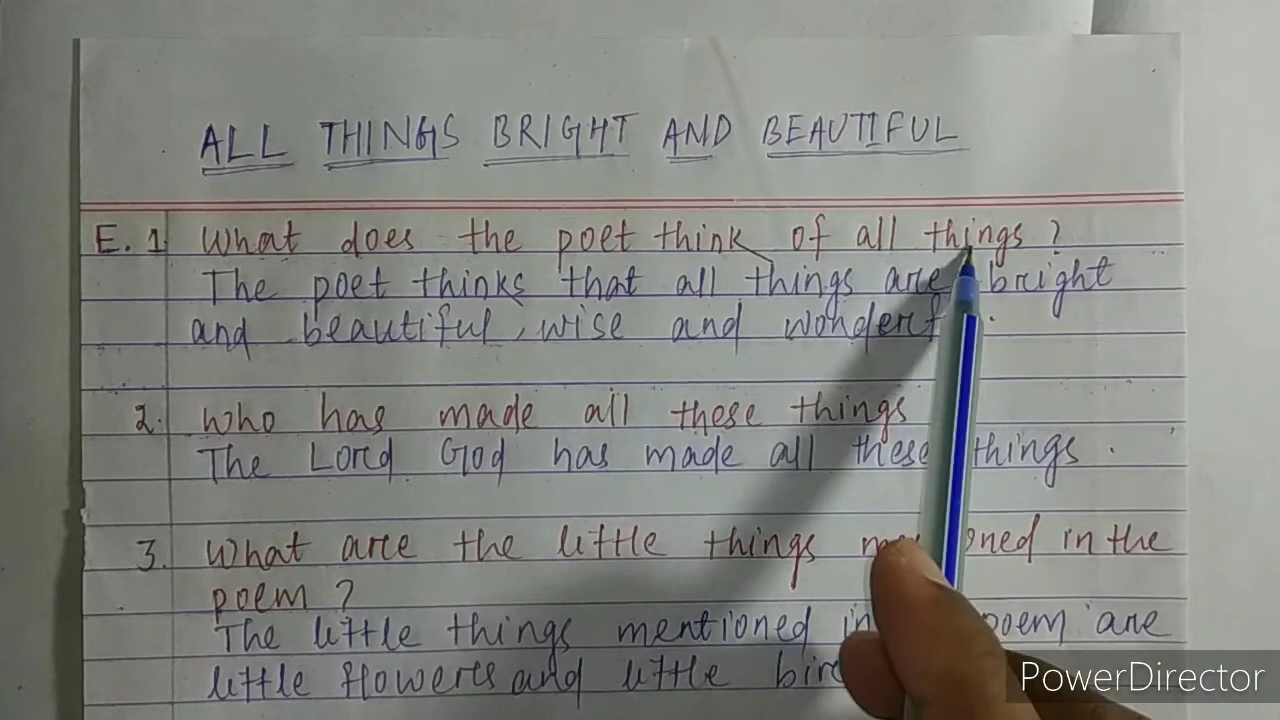 ALL THINGS BRIGHT AND BEAUTIFUL
E. 1 What does the poet think of all things ?
The poet thinks that all things are bright
and beautiful, wise and wonderf .
2. Who has made all these things
The Lord God has made all these things .
3. What are the little things oned in the
poem ?
The little things mentioned in poem are
little flowers and little bir
PowerDirector